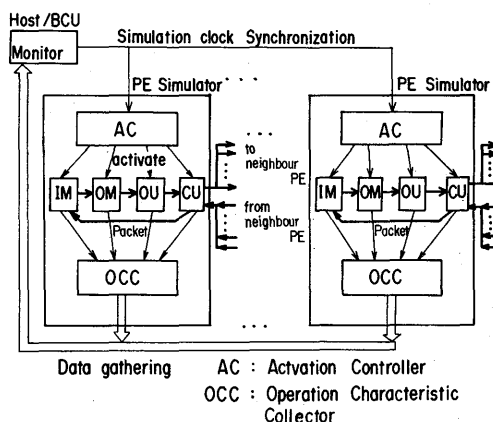 Host/BCU
Monitor
Simulation clock Synchronization
PE Simulator
PE Simulator
AC
activate
IM
OM
OU
CU
Packet
OCC
to
neighbour
PE
from
neighbour
PE
AC
IM
OM
OU
CU
Packet
OCC
Data gathering
AC : Actvation Controller
OCC : Operation Characteristic
Collector